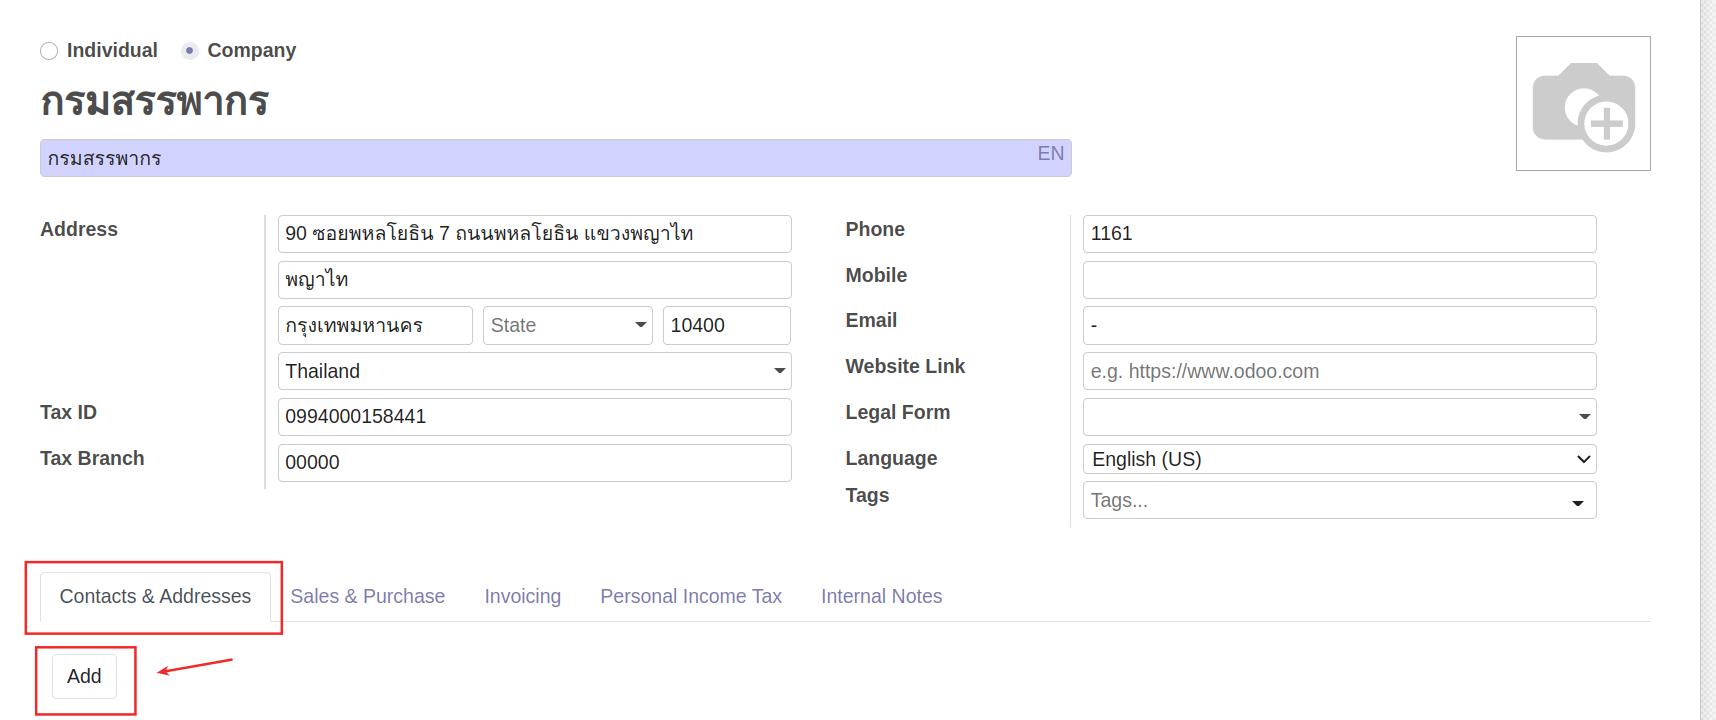 Individual Company
กรมสรรพากร
กรมสรรพากร EN
Address 90 ซอยพหลโยธิน 7 ถนนพหลโยธิน แขวงพญาไท Phone 1161
พญาไท Mobile
กรุงเทพมหานคร State 10400 Email -
Thailand Website Link e.g. https://www.odoo.com
Tax ID 0994000158441 Legal Form
Tax Branch 00000 Language English (US)
Tags Tags...
Contacts & Addresses Sales & Purchase Invoicing Personal Income Tax Internal Notes
Add